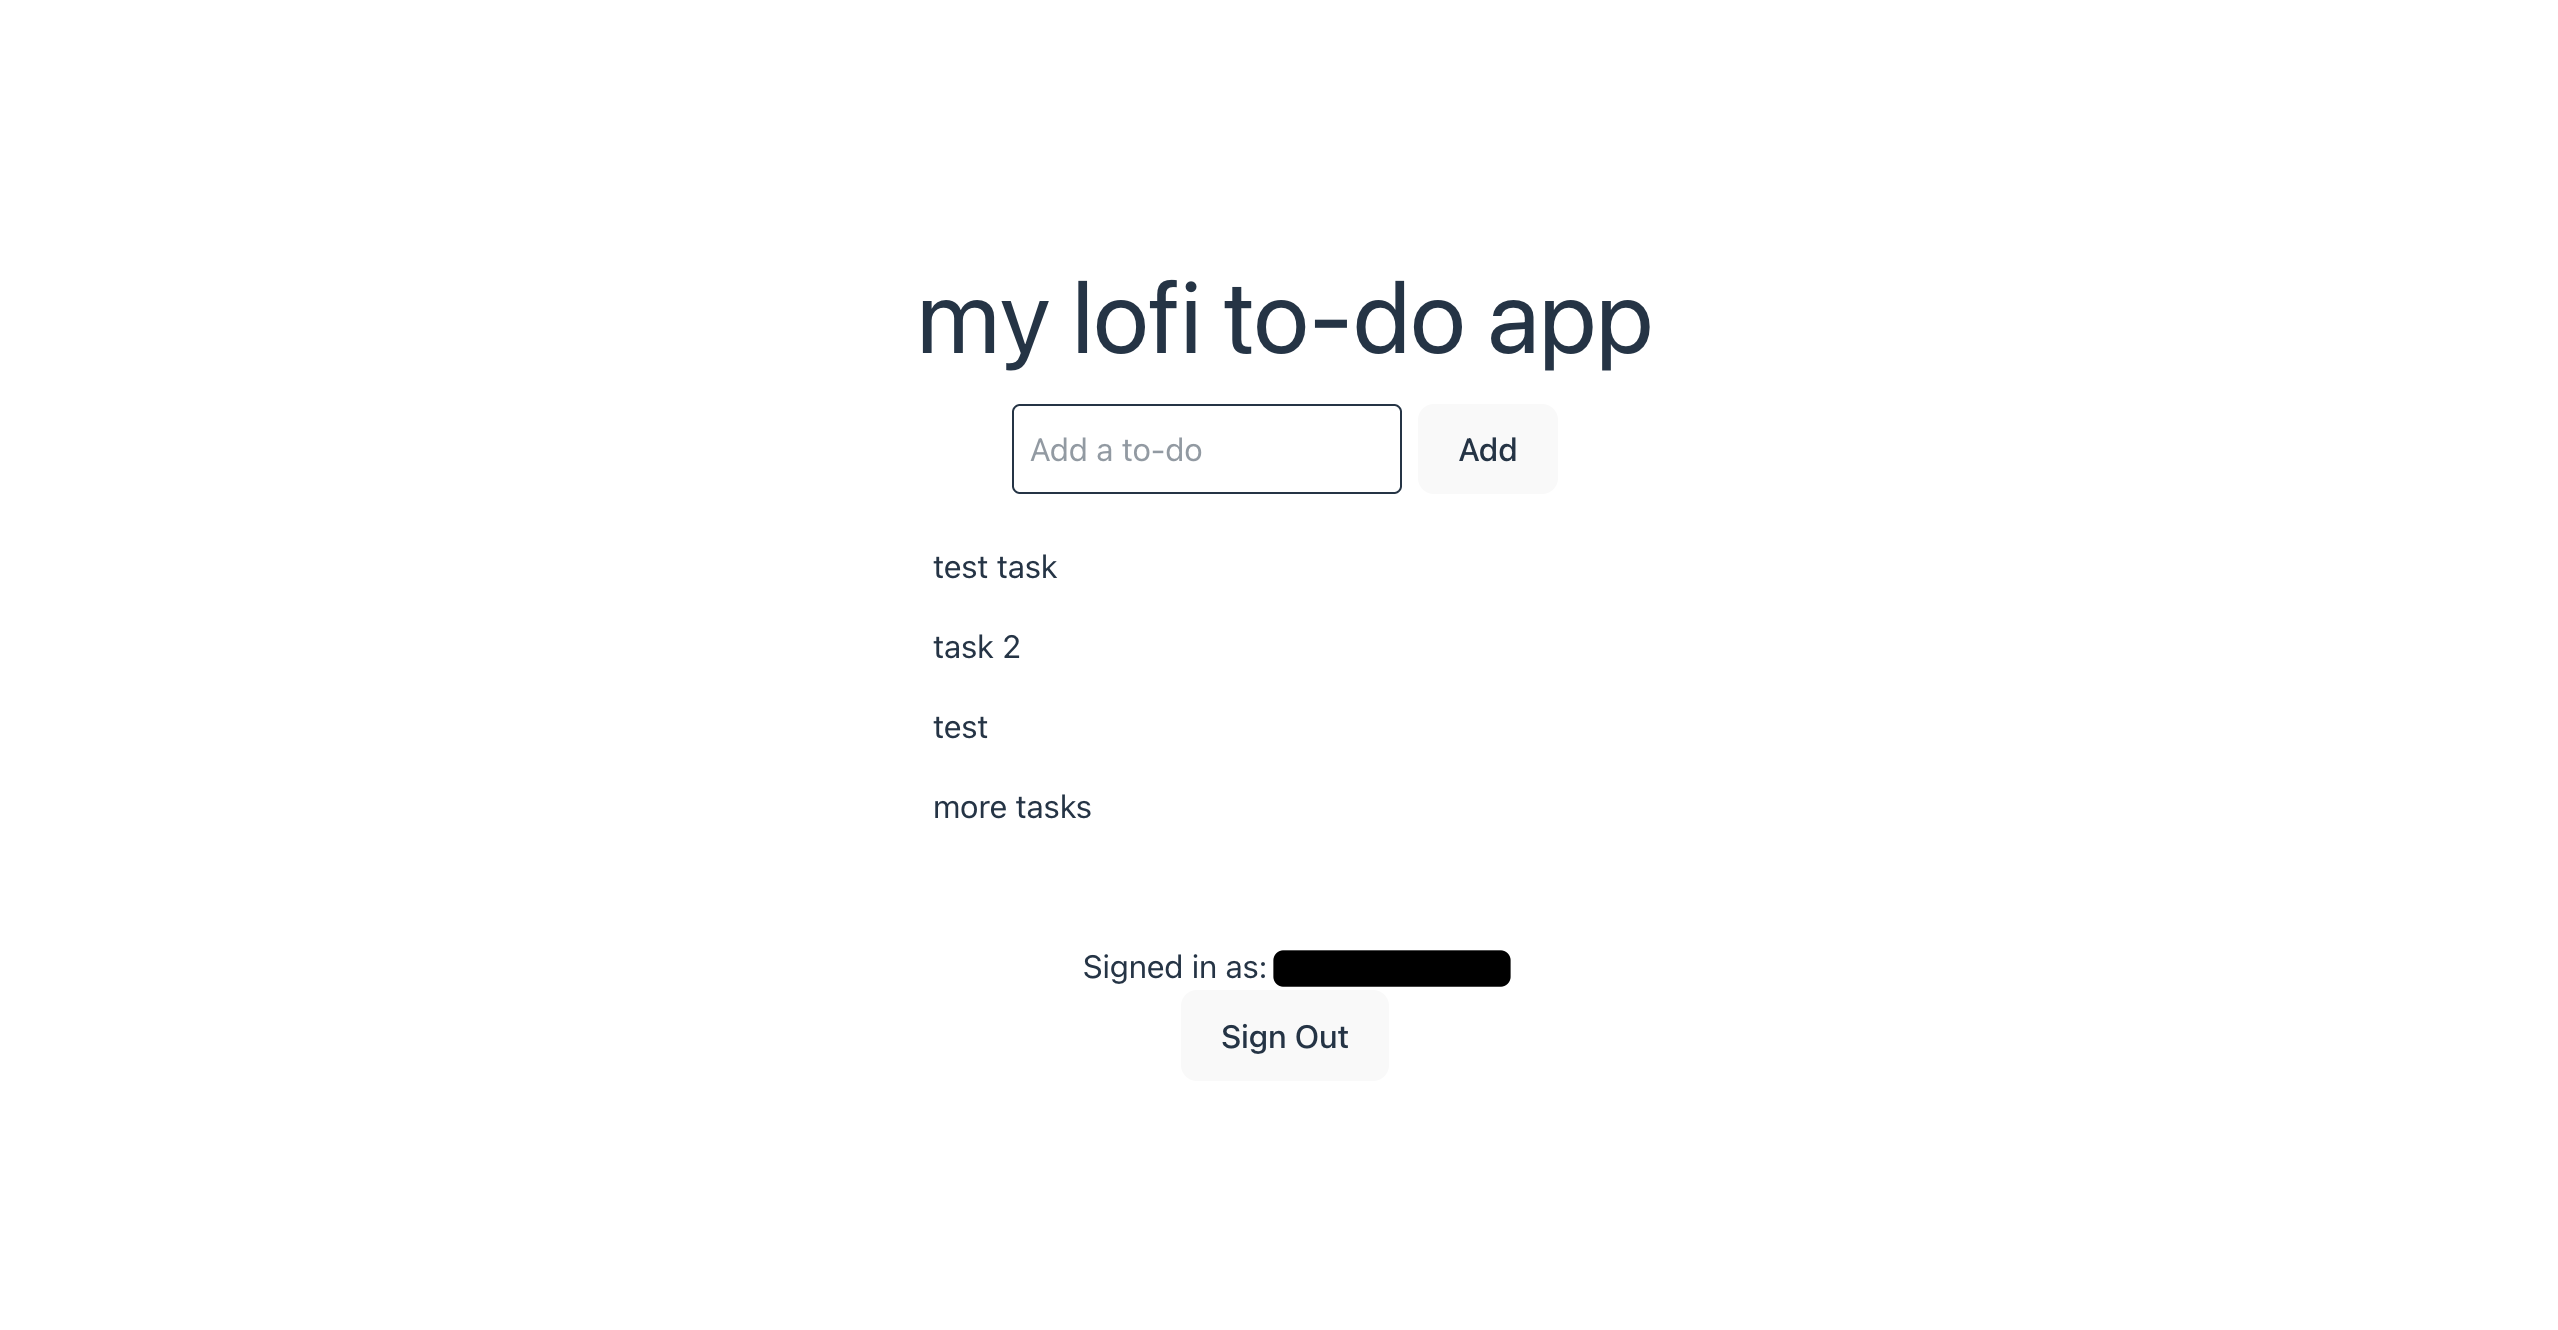 my lofi to-do app
Add a to-do Add
test task
task 2
test
more tasks
Signed in as:
Sign Out